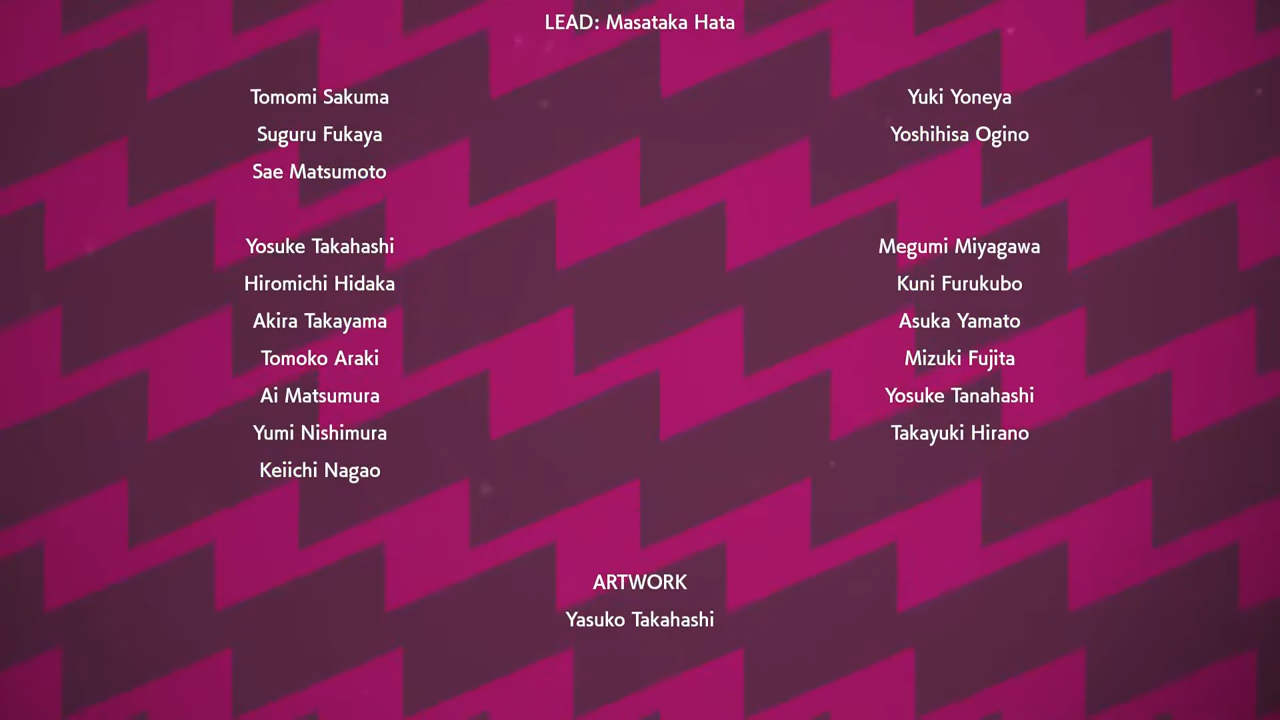 LEAD: Masataka Hata
Tomomi Sakuma
Yuki Yoneya
Suguru Fukaya
Yoshihisa Ogino
Sae Matsumoto
Yosuke Takahashi
Megumi Miyagawa
Hiromichi Hidaka
Kuni Furukubo
Akira Takayama
Asuka Yamato
Tomoko Araki
Mizuki Fujita
Ai Matsumura
Yosuke Tanahashi
Yumi Nishimura
Takayuki Hirano
Keiichi Nagao
ARTWORK
Yasuko Takahashi